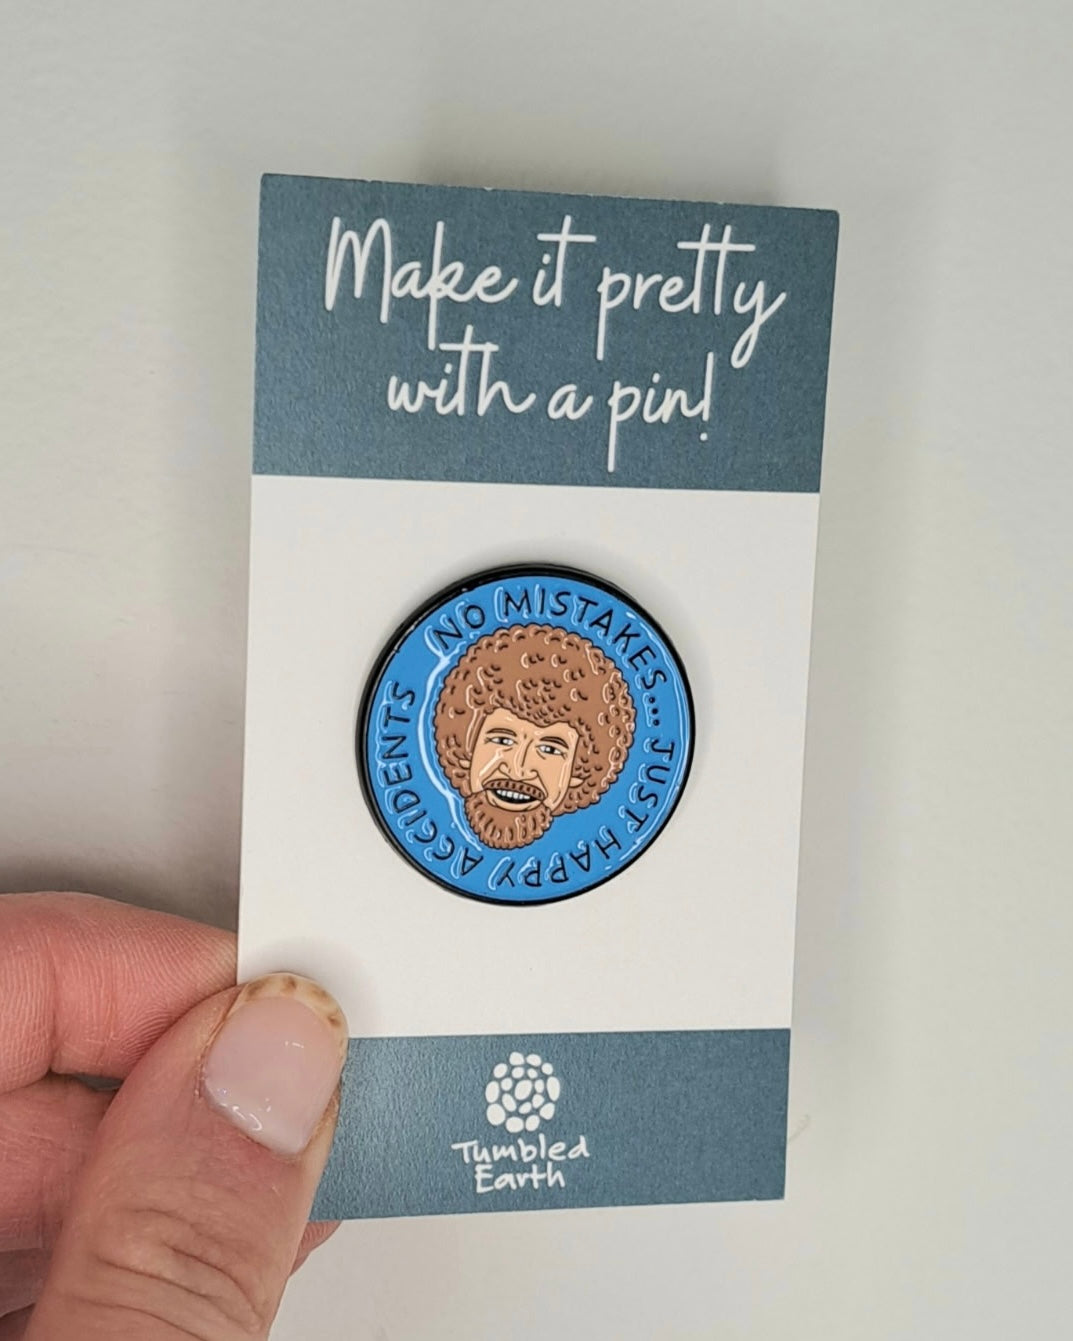 Make it pretty
with a pin!
NO MISTAKES... JUST HAPPY ACCIDENTS
Tumbled
Earth